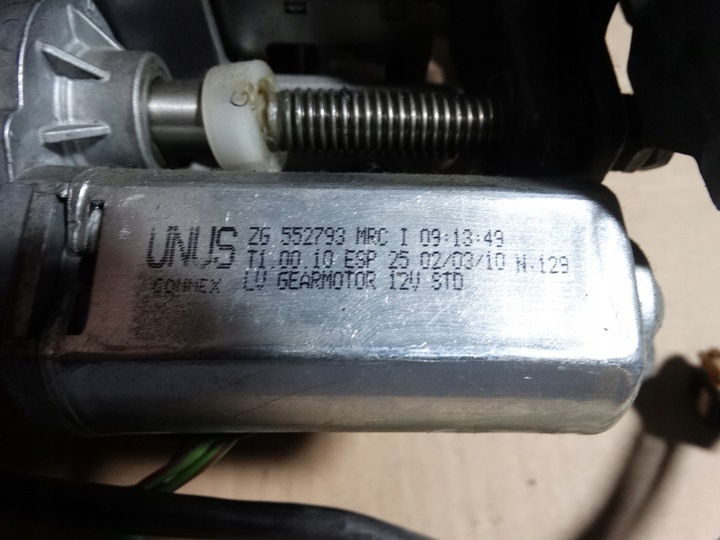 UNUS ZG 552793 MRC I 09:13:49
T1.00.10 ESP 25 02/03/10 N.129
CONMEX LV GEARMOTOR 12V STD